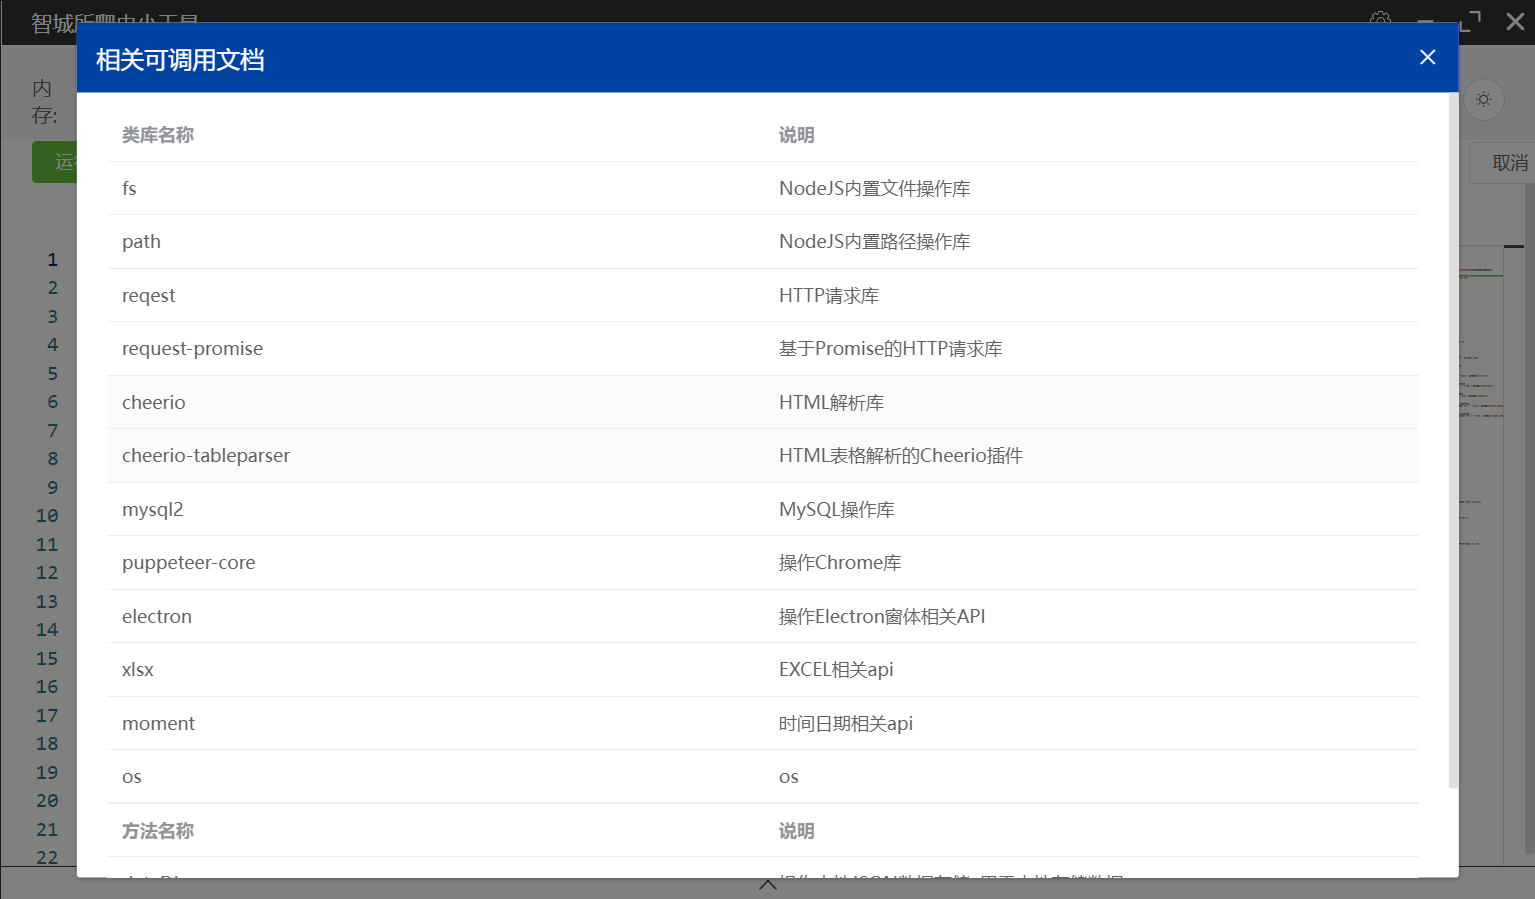 相关可调用文档
内
存:
取消
类库名称 说明
fs NodeJS内置文件操作库
path NodeJS内置路径操作库
reqest HTTP请求库
request-promise 基于Promise的HTTP请求库
cheerio HTML解析库
cheerio-tableparser HTML表格解析的Cheerio插件
mysql2 MySQL操作库
puppeteer-core 操作Chrome库
electron 操作Electron窗体相关API
xlsx EXCEL相关api
moment 时间日期相关api
os os
方法名称 说明
1
2
3
4
5
6
7
8
9
10
11
12
13
14
15
16
17
18
19
20
21
22